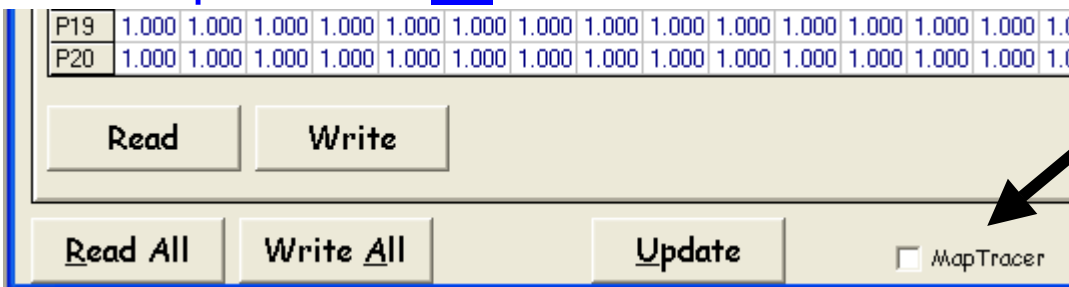 P19 1.000 1.000 1.000 1.000 1.000 1.000 1.000 1.000 1.000 1.000 1.000 1.000 1.000 1.000
P20 1.000 1.000 1.000 1.000 1.000 1.000 1.000 1.000 1.000 1.000 1.000 1.000 1.000 1.000
Read Write
Read All Write All Update MapTracer